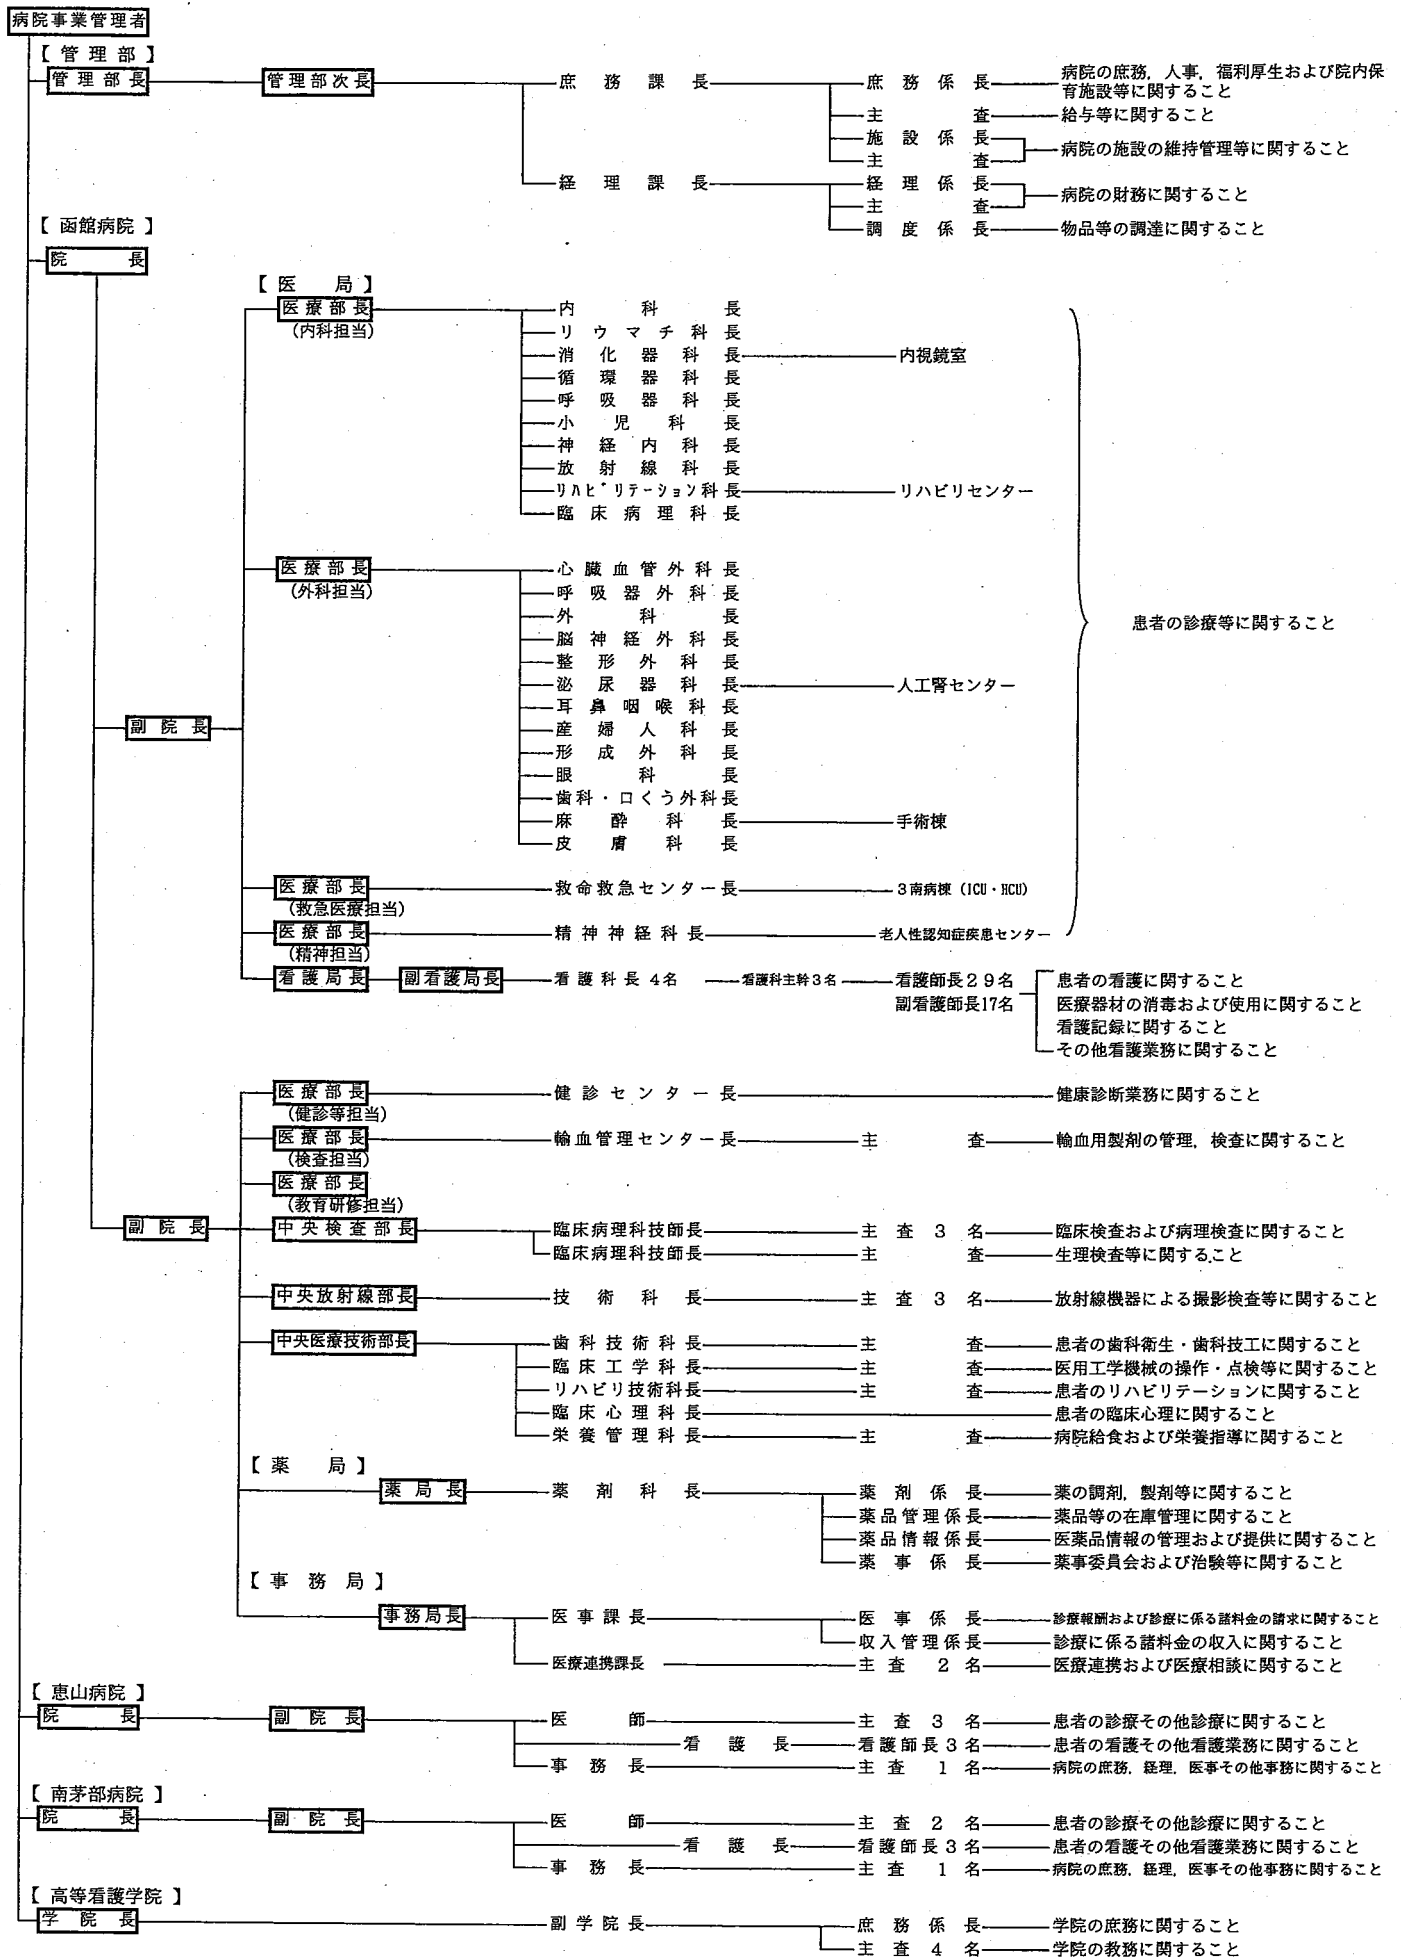 病院事業管理者
【管理部】
管理部長 管理部次長 庶務課長 庶務係長 病院の庶務，人事，福利厚生および院内保
育施設等に関すること
主査 給与等に関すること
施設係長 病院の施設の維持管理等に関すること
主査
経理課長 経理係長 病院の財務に関すること
主査
調度係長 物品等の調達に関すること
【函館病院】
院長
【医局】
医療部長 内科長
(内科担当)
リウマチ科長
消化器科長 内視鏡室
循環器科長
呼吸器科長
小児科長
神経内科長
放射線科長
リハビリテーション科長 リハビリセンター
臨床病理科長
医療部長 心臓血管外科長
(外科担当)
呼吸器外科長
外科長
患者の診療等に関すること
脳神経外科長
整形外科長
泌尿器科長 人工腎センター
耳鼻咽喉科長
副院長
産婦人科長
形成外科長
眼科長
歯科・口くう外科長
麻酔科長 手術棟
皮膚科長
医療部長 救命救急センター長 3南病棟（ICU・HCU）
(救急医療担当)
医療部長 精神神経科長 老人性認知症疾患センター
(精神担当)
看護局長 副看護局長 看護科長4名 看護科主幹3名 看護師長29名 患者の看護に関すること
副看護師長17名 医療器材の消毒および使用に関すること
看護記録に関すること
その他看護業務に関すること
医療部長 健診センター長 健康診断業務に関すること
(健診等担当)
医療部長 輸血管理センター長 主査 輸血用製剤の管理，検査に関すること
(検査担当)
医療部長
(教育研修担当)
副院長 中央検査部長 臨床病理科技師長 主査3名 臨床検査および病理検査に関すること
臨床病理科技師長 主査 生理検査等に関すること
中央放射線部長 技術科長 主査3名 放射線機器による撮影検査等に関すること
中央医療技術部長 歯科技術科長 主査 患者の歯科衛生・歯科技工に関すること
臨床工学科長 主査 医用工学機械の操作・点検等に関すること
リハビリ技術科長 主査 患者のリハビリテーションに関すること
臨床心理科長 患者の臨床心理に関すること
栄養管理科長 主査 病院給食および栄養指導に関すること
【薬局】
薬局長 薬剤科長 薬剤係長 薬の調剤，製剤等に関すること
薬品管理係長 薬品等の在庫管理に関すること
薬品情報係長 医薬品情報の管理および提供に関すること
薬事係長 薬事委員会および治験等に関すること
【事務局】
事務局長 医事課長 医事係長 診療報酬および診療に係る諸料金の請求に関すること
収入管理係長 診療に係る諸料金の収入に関すること
医療連携課長 主査2名 医療連携および医療相談に関すること
【恵山病院】
院長 副院長 医師 主査3名 患者の診療その他診療に関すること
看護長 看護師長3名 患者の看護その他看護業務に関すること
事務長 主査1名 病院の庶務，経理，医事その他事務に関すること
【南茅部病院】
院長 副院長 医師 主査2名 患者の診療その他診療に関すること
看護長 看護師長3名 患者の看護その他看護業務に関すること
事務長 主査1名 病院の庶務，経理，医事その他事務に関すること
【高等看護学院】
学院長 副学院長 庶務係長 学院の庶務に関すること
主査4名 学院の教務に関すること